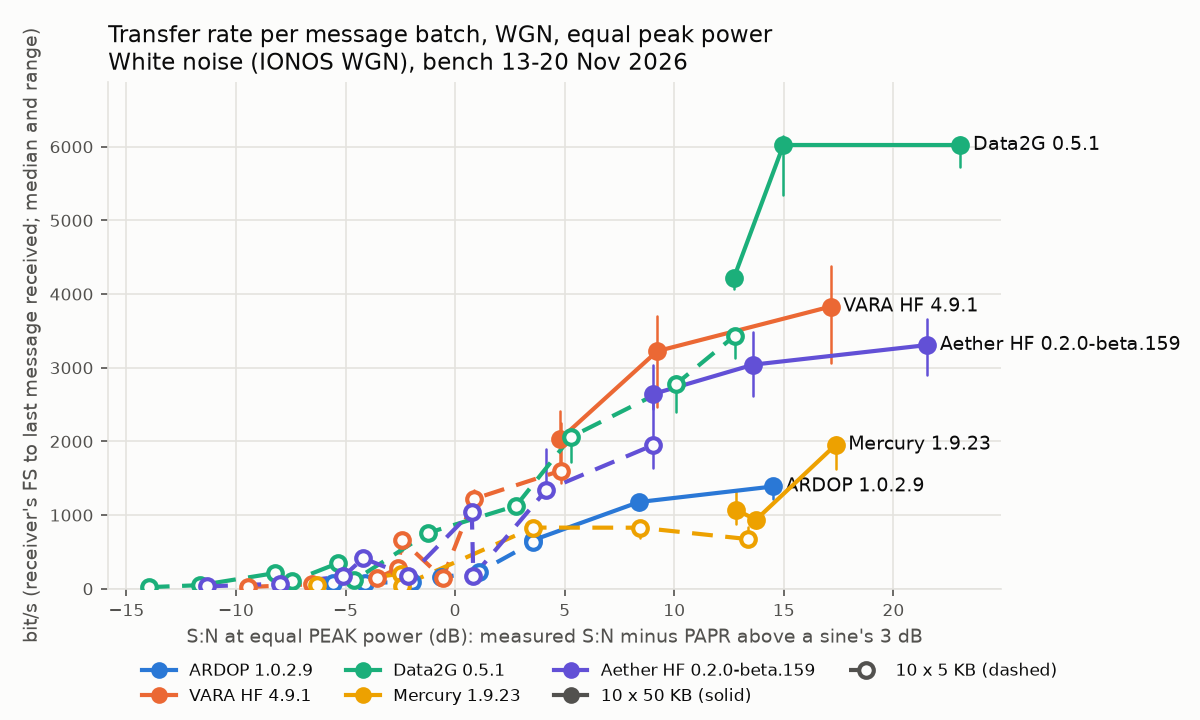 Transfer rate per message batch, WGN, equal peak power
White noise (IONOS WGN), bench 13-20 Nov 2026
bit/s (receiver's FS to last message received; median and range)
6000
5000
4000
3000
2000
1000
0
Data2G 0.5.1
VARA HF 4.9.1
Aether HF 0.2.0-beta.159
Mercury 1.9.23
ARDOP 1.0.2.9
−15 −10 −5 0 5 10 15 20
S:N at equal PEAK power (dB): measured S:N minus PAPR above a sine's 3 dB
ARDOP 1.0.2.9 Data2G 0.5.1 Aether HF 0.2.0-beta.159 10 x 5 KB (dashed)
VARA HF 4.9.1 Mercury 1.9.23 10 x 50 KB (solid)